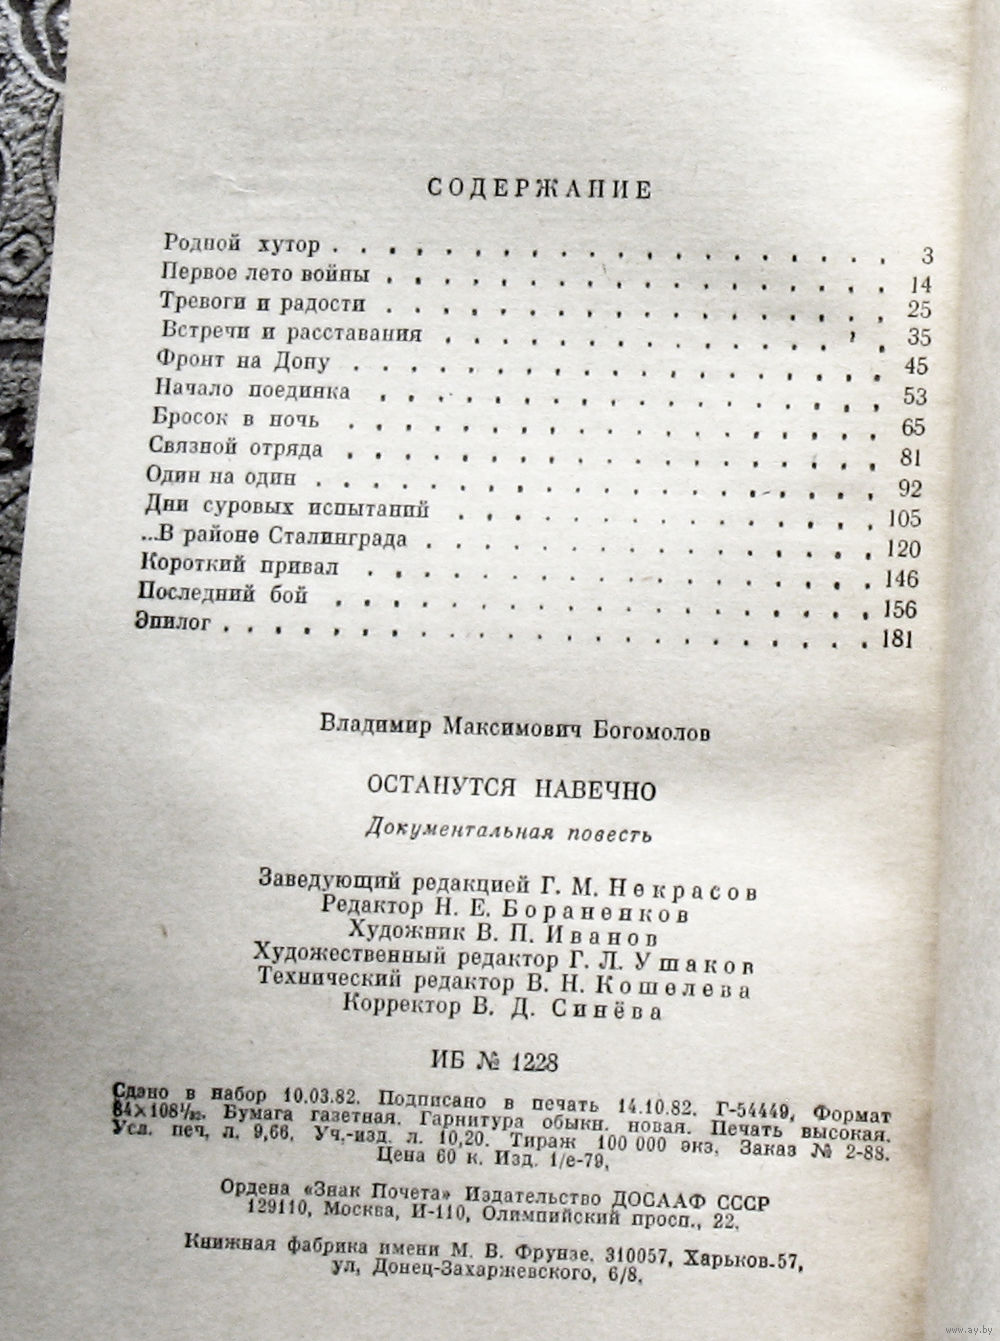 СОДЕРЖАНИЕ
Родной хутор . . . . . . . . . . . . . . . . . . . . 3
Первое лето войны . . . . . . . . . . . . . . . . . . 14
Тревоги и радости . . . . . . . . . . . . . . . . . . 25
Встречи и расставания . . . . . . . . . . . . . . . . 35
Фронт на Дону . . . . . . . . . . . . . . . . . . . 45
Начало поединка . . . . . . . . . . . . . . . . . . 53
Бросок в ночь . . . . . . . . . . . . . . . . . . . 65
Связной отряда . . . . . . . . . . . . . . . . . . . 81
Один на один . . . . . . . . . . . . . . . . . . . . 92
Дни суровых испытаний . . . . . . . . . . . . . . . 105
...В районе Сталинграда . . . . . . . . . . . . . . . . 120
Короткий привал . . . . . . . . . . . . . . . . . . 146
Последний бой . . . . . . . . . . . . . . . . . . . 156
Эпилог . . . . . . . . . . . . . . . . . . . . . . . 181
Владимир Максимович Богомолов
ОСТАНУТСЯ НАВЕЧНО
Документальная повесть
Заведующий редакцией Г. М. Некрасов
Редактор Н. Е. Бораненков
Художник В. П. Иванов
Художественный редактор Г. Л. Ушаков
Технический редактор В. Н. Кошелева
Корректор В. Д. Синёва
ИБ № 1228
Сдано в набор 10.03.82. Подписано в печать 14.10.82. Г-54449. Формат
84×108¹/₃₂. Бумага газетная. Гарнитура обыкн. новая. Печать высокая.
Усл. печ. л. 9,66. Уч.-изд. л. 10,20. Тираж 100 000 экз. Заказ № 2-88.
Цена 60 к. Изд. 1/е-79.
Ордена «Знак Почета» Издательство ДОСААФ СССР
129110, Москва, И-110, Олимпийский просп., 22.
Книжная фабрика имени М. В. Фрунзе. 310057, Харьков-57,
ул. Донец-Захаржевского, 6/8.
www.ay.by